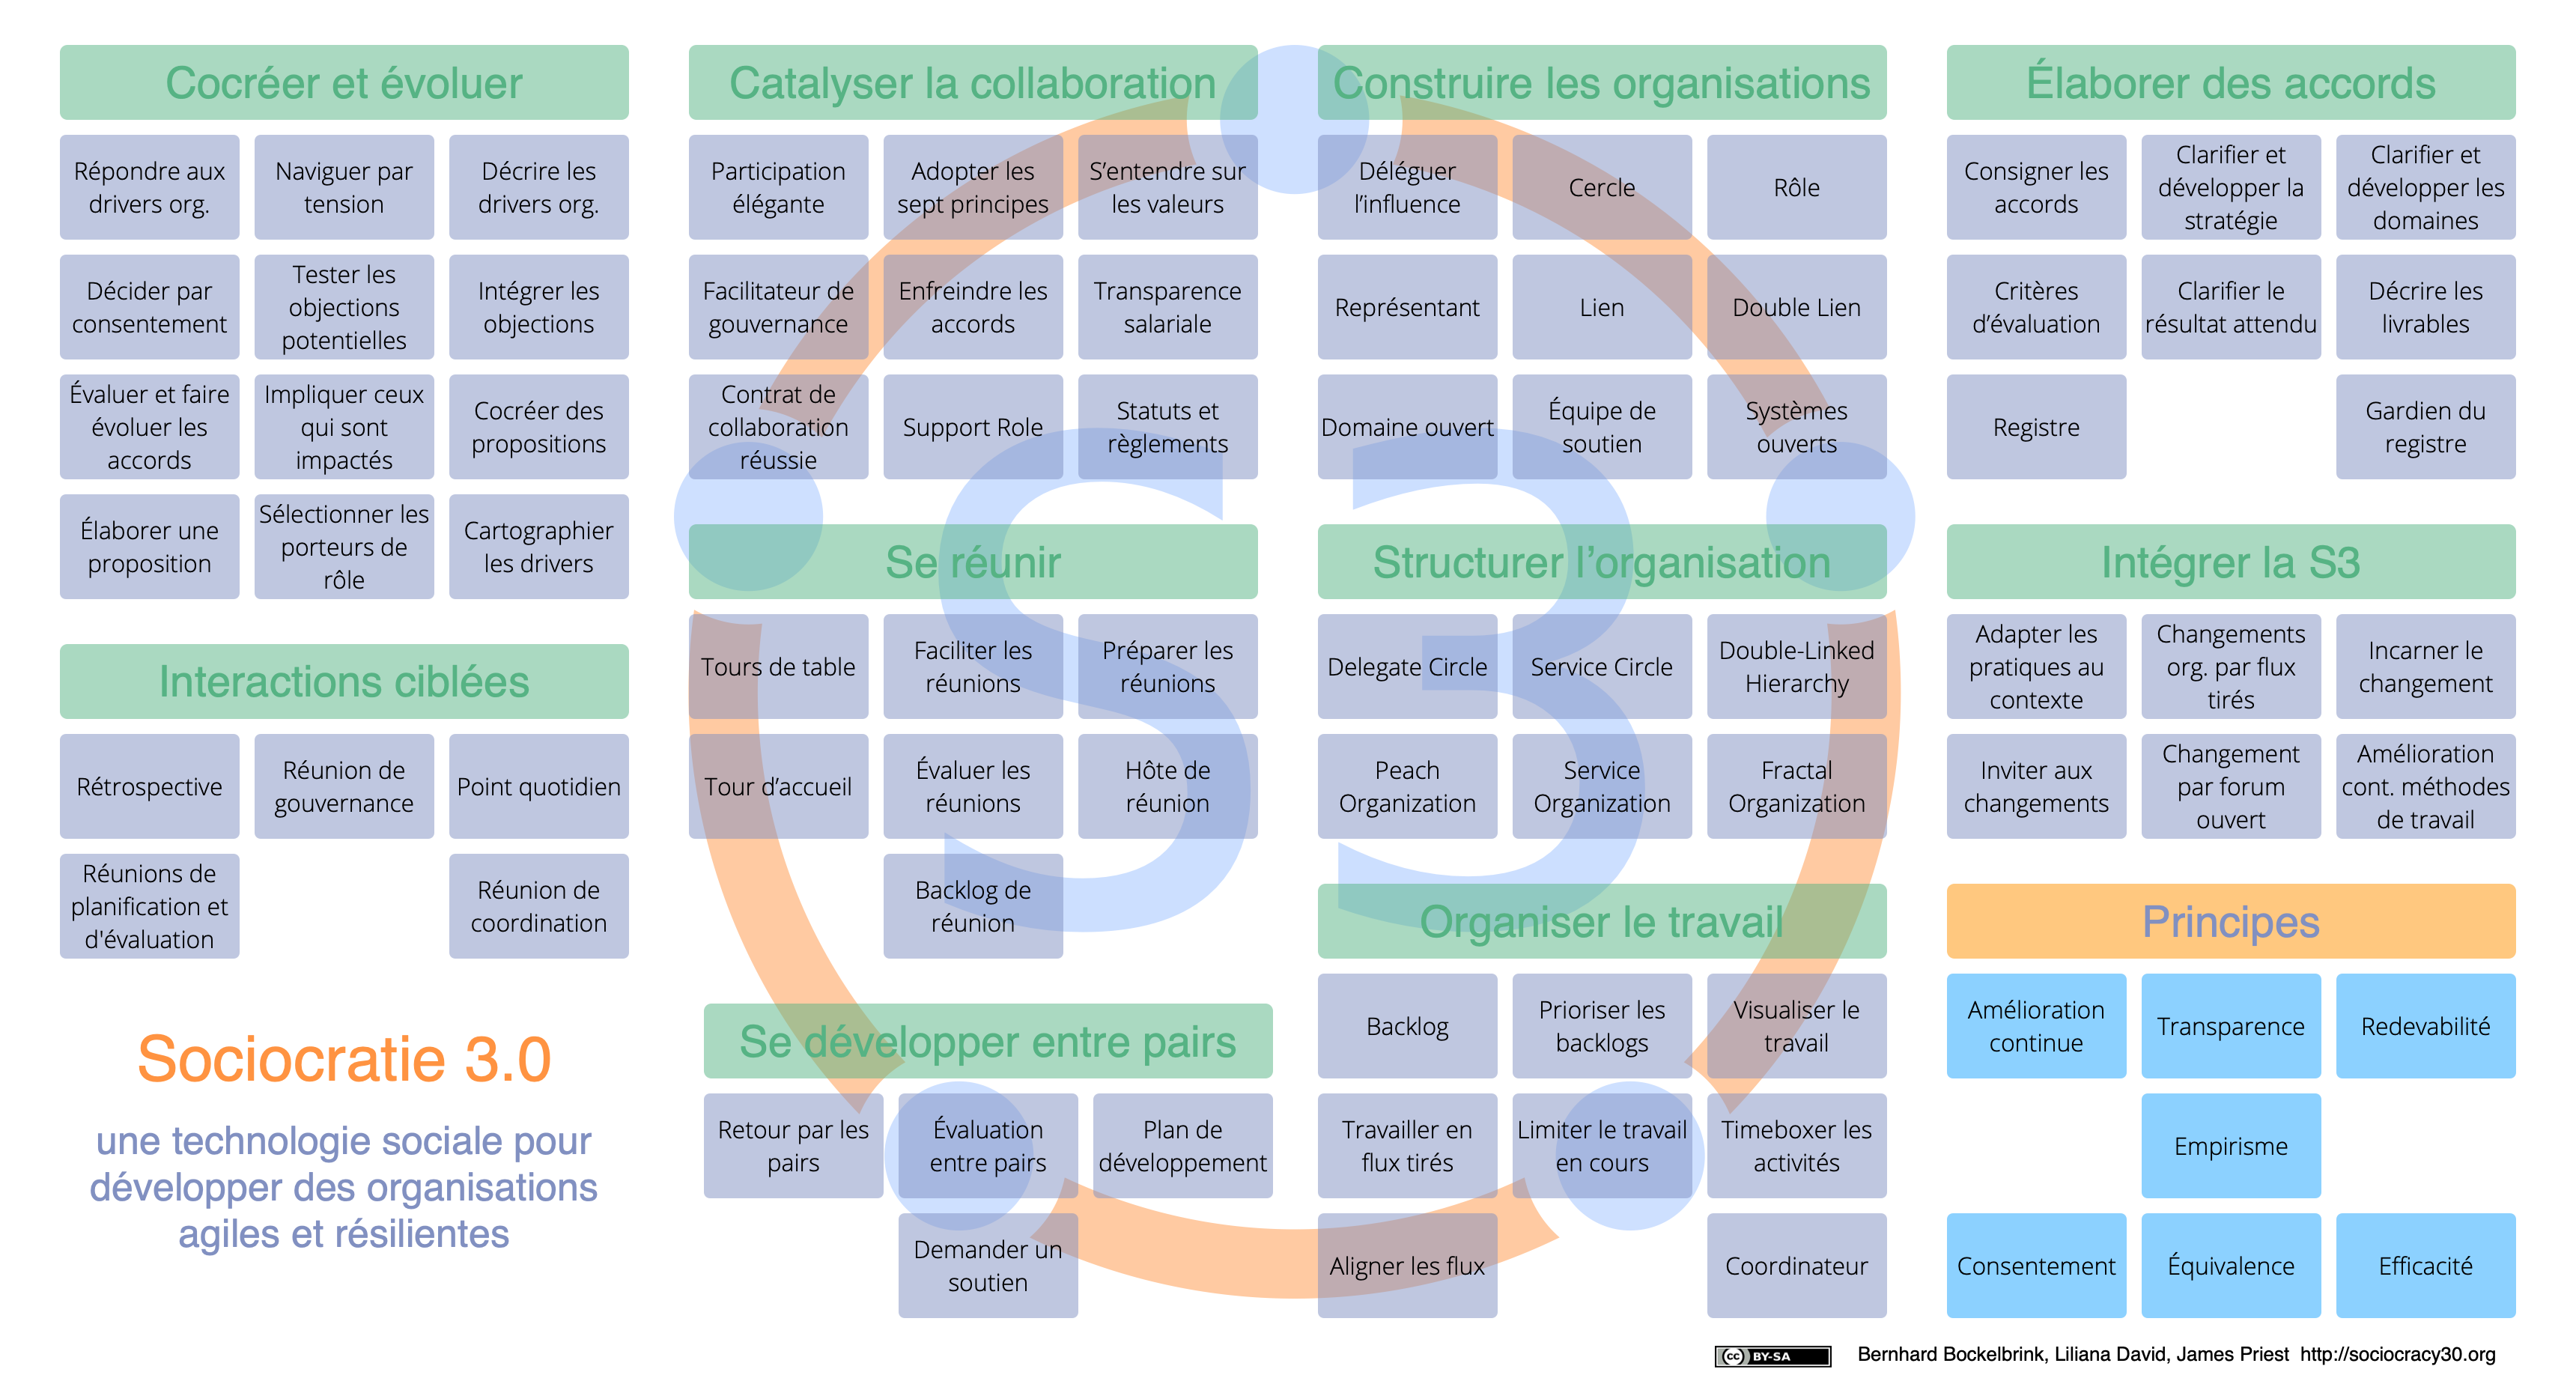 Cocréer et évoluer
Répondre aux
drivers org.
Naviguer par
tension
Décrire les
drivers org.
Décider par
consentement
Tester les
objections
potentielles
Intégrer les
objections
Évaluer et faire
évoluer les
accords
Impliquer ceux
qui sont
impactés
Cocréer des
propositions
Élaborer une
proposition
Sélectionner les
porteurs de
rôle
Cartographier
les drivers
Interactions ciblées
Rétrospective
Réunion de
gouvernance
Point quotidien
Réunions de
planification et
d'évaluation
Réunion de
coordination
Sociocratie 3.0
une technologie sociale pour
développer des organisations
agiles et résilientes
Catalyser la collaboration
Participation
élégante
Adopter les
sept principes
S’entendre sur
les valeurs
Facilitateur de
gouvernance
Enfreindre les
accords
Transparence
salariale
Contrat de
collaboration
réussie
Support Role
Statuts et
règlements
Se réunir
Tours de table
Faciliter les
réunions
Préparer les
réunions
Tour d’accueil
Évaluer les
réunions
Hôte de
réunion
Backlog de
réunion
Se développer entre pairs
Retour par les
pairs
Évaluation
entre pairs
Plan de
développement
Demander un
soutien
Construire les organisations
Déléguer
l’influence
Cercle
Rôle
Représentant
Lien
Double Lien
Domaine ouvert
Équipe de
soutien
Systèmes
ouverts
Structurer l’organisation
Delegate Circle
Service Circle
Double-Linked
Hierarchy
Peach
Organization
Service
Organization
Fractal
Organization
Organiser le travail
Backlog
Prioriser les
backlogs
Visualiser le
travail
Travailler en
flux tirés
Limiter le travail
en cours
Timeboxer les
activités
Aligner les flux
Coordinateur
Élaborer des accords
Consigner les
accords
Clarifier et
développer la
stratégie
Clarifier et
développer les
domaines
Critères
d’évaluation
Clarifier le
résultat attendu
Décrire les
livrables
Registre
Gardien du
registre
Intégrer la S3
Adapter les
pratiques au
contexte
Changements
org. par flux
tirés
Incarner le
changement
Inviter aux
changements
Changement
par forum
ouvert
Amélioration
cont. méthodes
de travail
Principes
Amélioration
continue
Transparence
Redevabilité
Empirisme
Consentement
Équivalence
Efficacité
S3
cc BY-SA
Bernhard Bockelbrink, Liliana David, James Priest http://sociocracy30.org